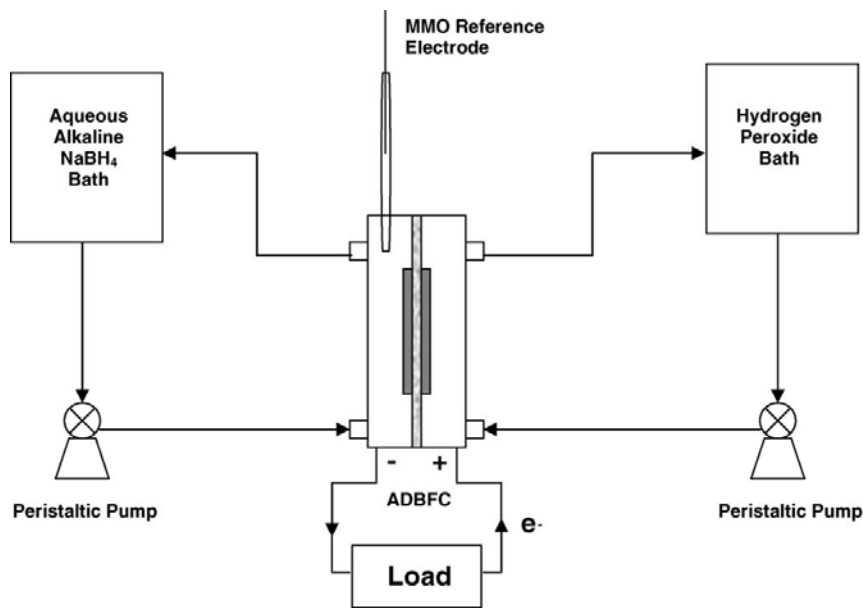 MMO Reference
Electrode
Aqueous
Alkaline
NaBH₄
Bath
Hydrogen
Peroxide
Bath
- +
ADBFC
e-
Peristaltic Pump
Peristaltic Pump
Load